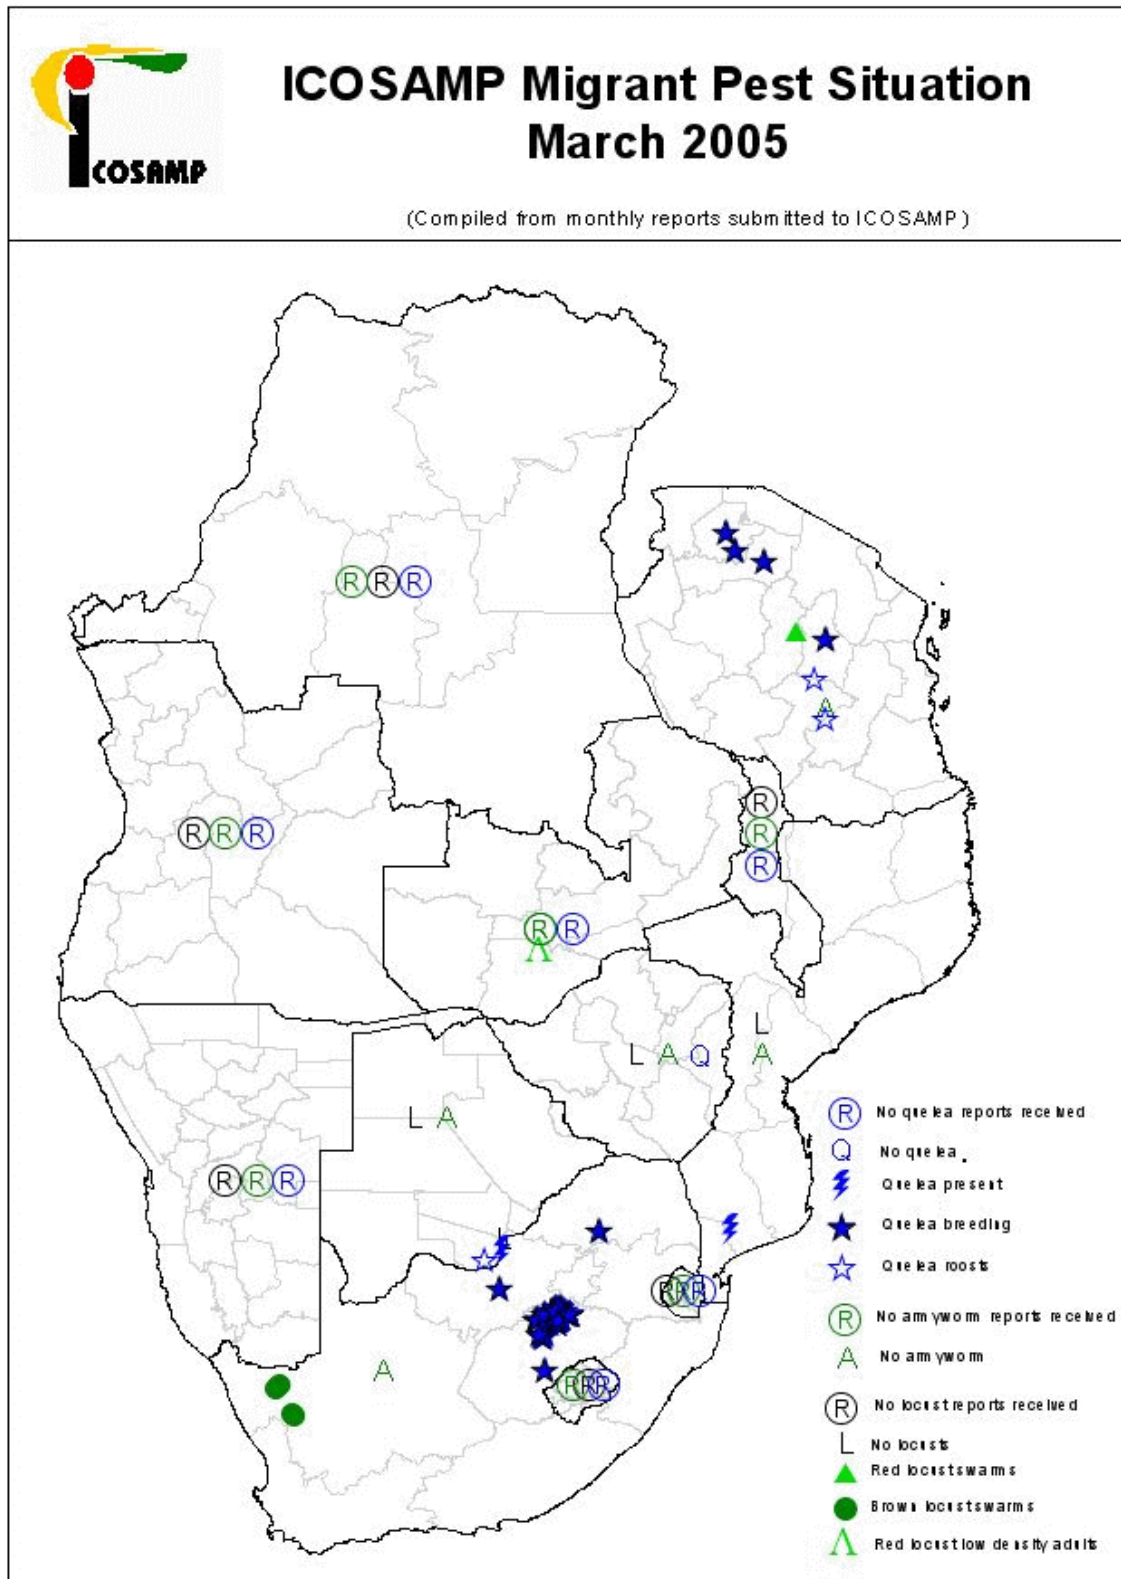 ICOSAMP Migrant Pest Situation
March 2005
iCOSAMP
(Compiled from monthly reports submitted to ICOSAMP)
R R R
R
R
R
R R R
R R
Λ
L
L A Q A
L A
R R R
L
R R R
A
R R R
A
R No quelea reports received
Q No quelea.
Quelea present
Quelea breeding
Quelea roosts
R No armyworm reports received
A No armyworm
R No locust reports received
L No locusts
Red locust swarms
Brown locust swarms
Λ Red locust low density adults